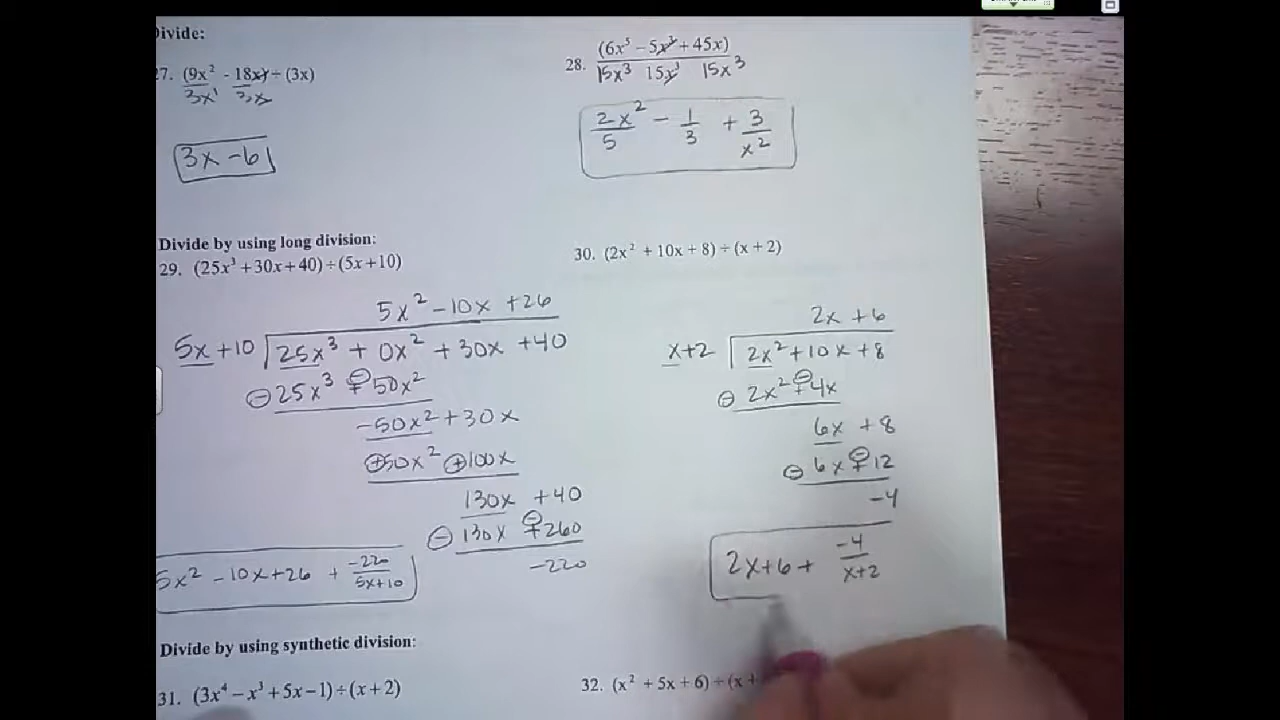 Divide:
27. (9x² - 18x) ÷ (3x)
3x¹ 3x
3x - 6
28. (6x⁵ - 5x³ + 45x)
15x³ 15x³ 15x³
2x²/5 - 1/3 + 3/x²
Divide by using long division:
29. (25x³ + 30x + 40) ÷ (5x + 10)
5x² - 10x + 26
5x + 10 25x³ + 0x² + 30x + 40
25x³ + 50x²
-50x² + 30x
50x² 100x
130x + 40
130x + 260
-220
5x² - 10x + 26 + -220/5x+10
30. (2x² + 10x + 8) ÷ (x + 2)
2x + 6
x+2 2x² + 10x + 8
2x² + 4x
6x + 8
6x + 12
-4
2x + 6 + -4/x+2
Divide by using synthetic division:
31. (3x⁴ - x³ + 5x - 1) ÷ (x + 2)
32. (x² + 5x + 6) ÷ (x +